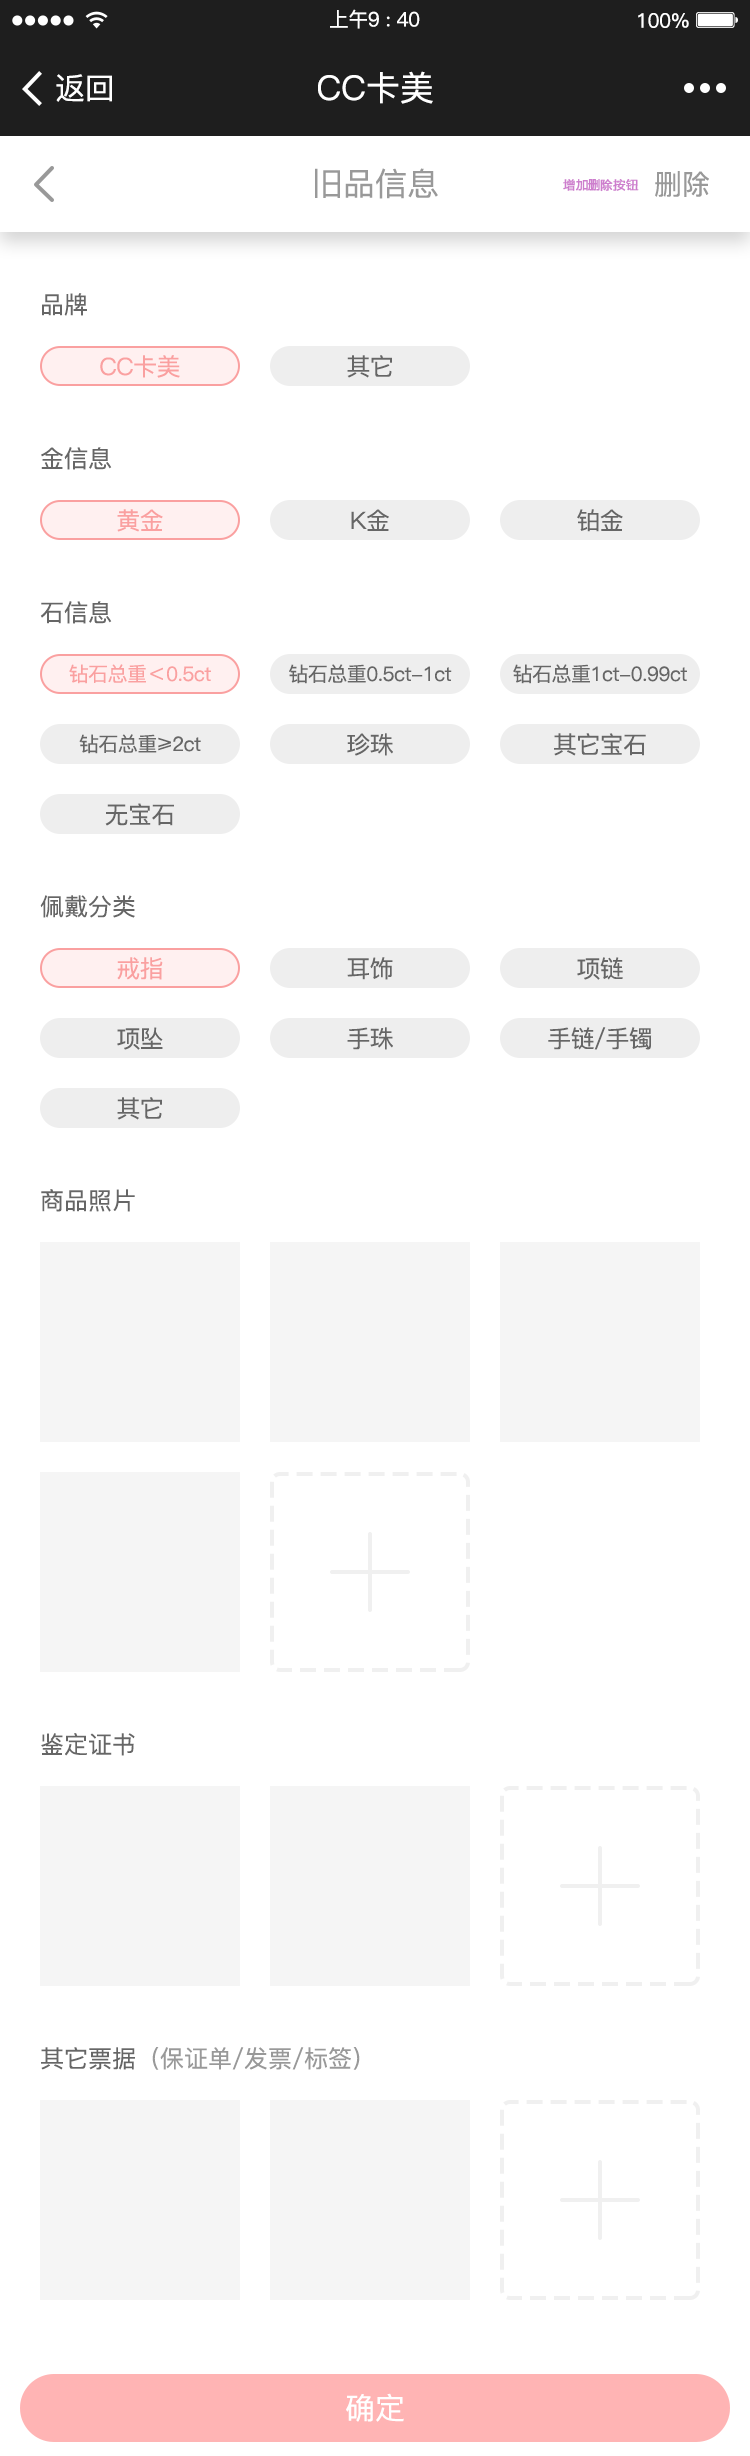 上午9：40 100%
返回 CC卡美
旧品信息 增加删除按钮 删除
品牌
CC卡美 其它
金信息
黄金 K金 铂金
石信息
钻石总重＜0.5ct 钻石总重0.5ct-1ct 钻石总重1ct-0.99ct
钻石总重≥2ct 珍珠 其它宝石
无宝石
佩戴分类
戒指 耳饰 项链
项坠 手珠 手链/手镯
其它
商品照片
鉴定证书
其它票据（保证单/发票/标签）
确定